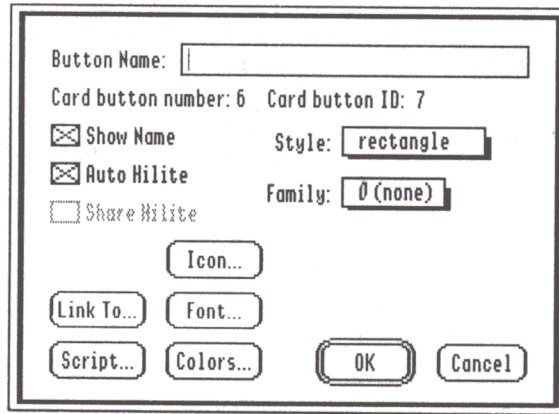 Button Name:
Card button number: 6 Card button ID: 7
Show Name
Style: rectangle
Auto Hilite
Family: 0 (none)
Share Hilite
Icon...
Link To... Font...
Script... Colors... OK Cancel